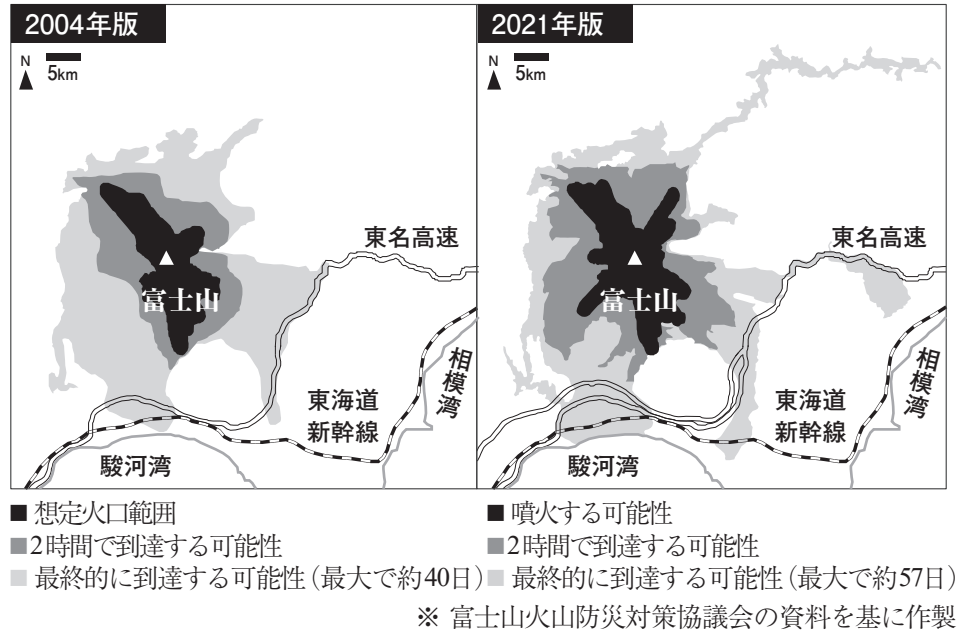 2004年版
N
5km
東名高速
富士山
相模湾
東海道
新幹線
駿河湾
2021年版
N
5km
東名高速
富士山
相模湾
東海道
新幹線
駿河湾
■ 想定火口範囲
■ 2時間で到達する可能性
■ 最終的に到達する可能性(最大で約40日)
■ 噴火する可能性
■ 2時間で到達する可能性
■ 最終的に到達する可能性(最大で約57日)
※ 富士山火山防災対策協議会の資料を基に作製